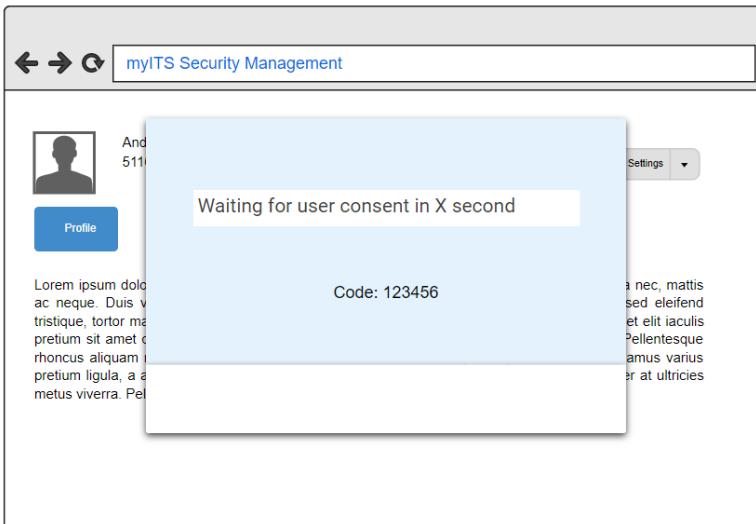 myITS Security Management
And
511
Settings
Profile
Waiting for user consent in X second
Code: 123456
Lorem ipsum dolo
a nec, mattis
ac neque. Duis v
sed eleifend
tristique, tortor ma
et elit iaculis
pretium sit amet
Pellentesque
rhoncus aliquam
amus varius
pretium ligula, a a
er at ultricies
metus viverra. Pel